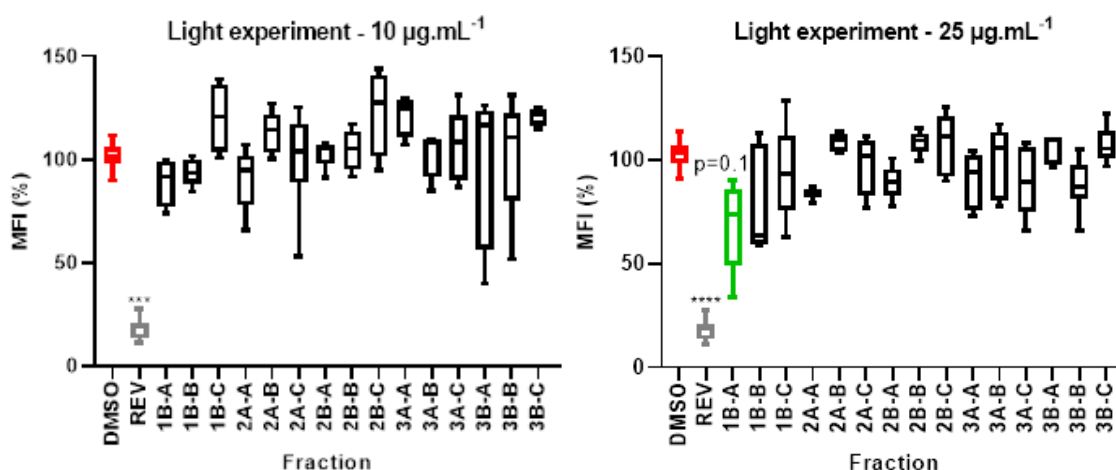 Light experiment - 10 µg.mL⁻¹
MFI (%)
150
100
50
0
***
DMSO
REV
1B-A
1B-B
1B-C
2A-A
2A-B
2A-C
2B-A
2B-B
2B-C
3A-A
3A-B
3A-C
3B-A
3B-B
3B-C
Fraction
Light experiment - 25 µg.mL⁻¹
MFI (%)
150
100
50
0
p=0.1
****
DMSO
REV
1B-A
1B-B
1B-C
2A-A
2A-B
2A-C
2B-A
2B-B
2B-C
3A-A
3A-B
3A-C
3B-A
3B-B
3B-C
Fraction